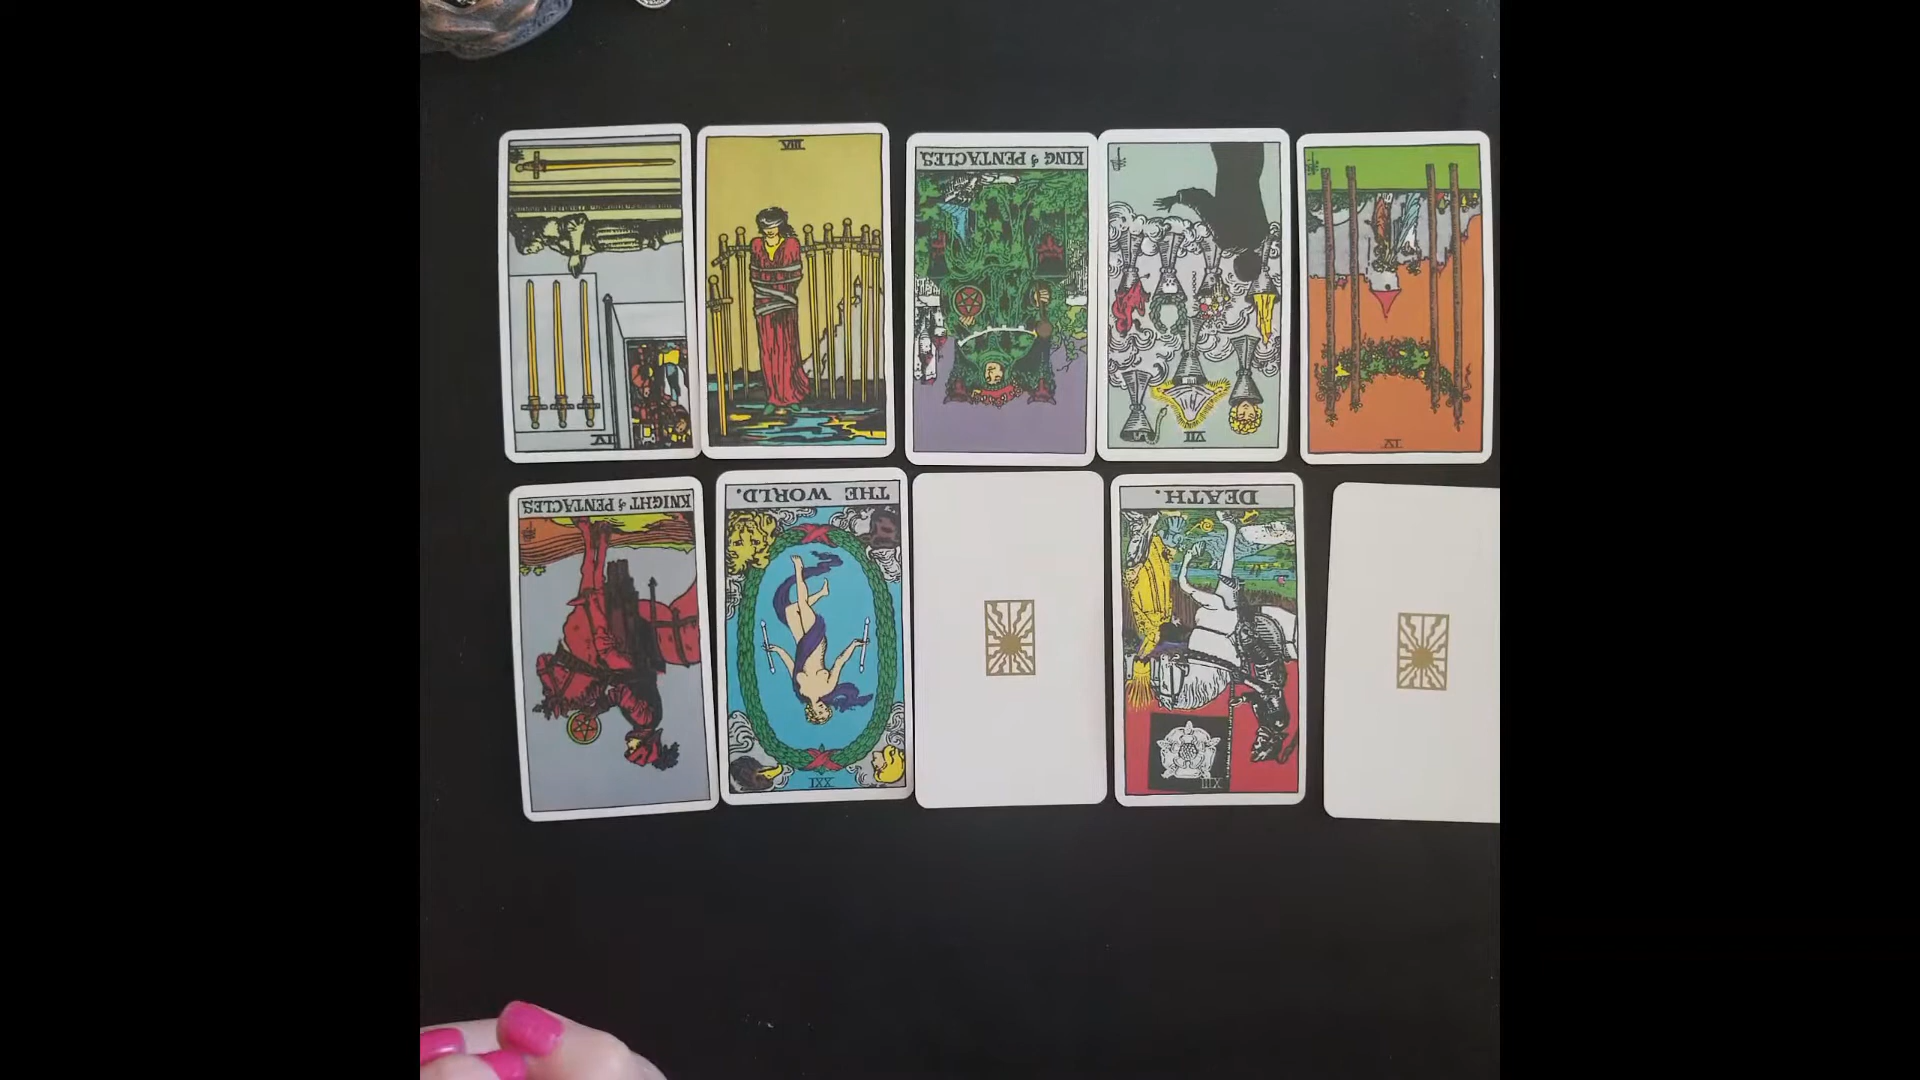 IV
VIII
KING of PENTACLES.
VII
IV
KNIGHT of PENTACLES.
THE WORLD.
XXI
DEATH.
XIII